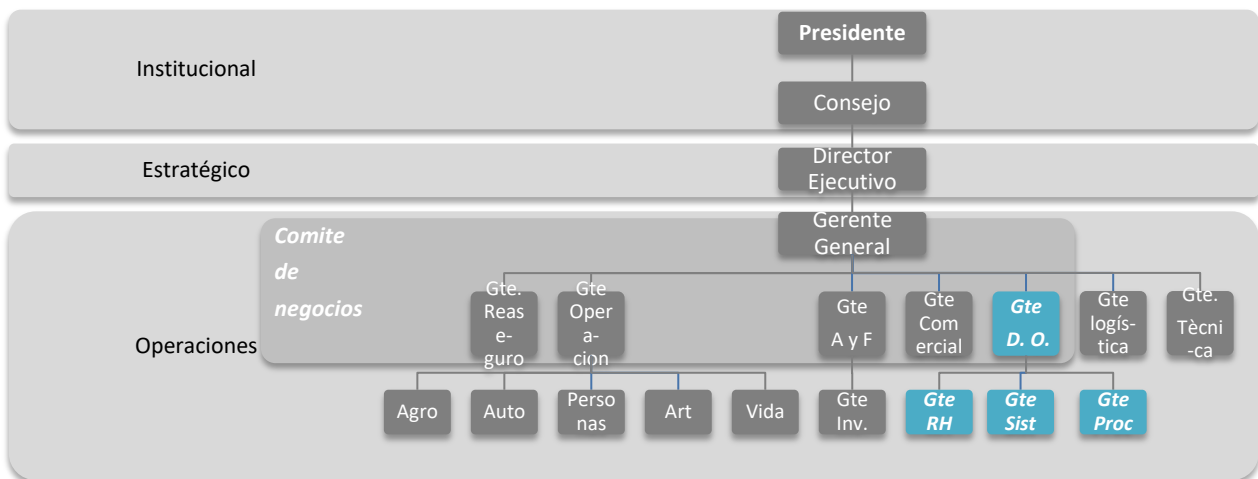 Presidente
Institucional
Consejo
Estratégico
Director
Ejecutivo
Gerente
General
Comite
de
negocios
Operaciones
Gte.
Reas
e-
guro
Gte
Oper
a-
cion
Gte
A y F
Gte
Com
ercial
Gte
D. O.
Gte
logís-
tica
Gte.
Tècni
-ca
Agro
Auto
Perso
nas
Art
Vida
Gte
Inv.
Gte
RH
Gte
Sist
Gte
Proc